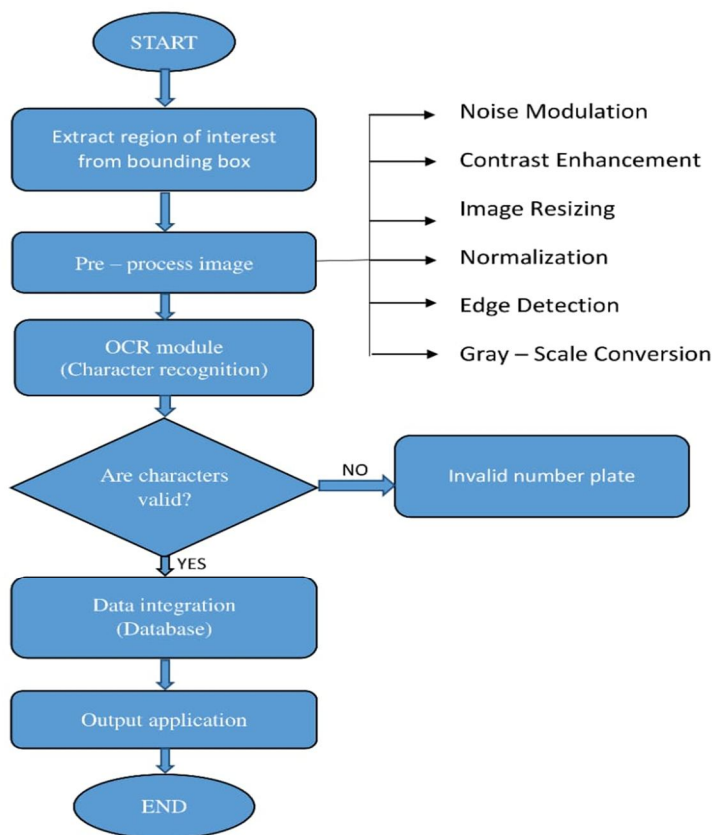 START
Extract region of interest
from bounding box
Pre – process image
Noise Modulation
Contrast Enhancement
Image Resizing
Normalization
Edge Detection
Gray – Scale Conversion
OCR module
(Character recognition)
Are characters
valid?
NO
Invalid number plate
YES
Data integration
(Database)
Output application
END